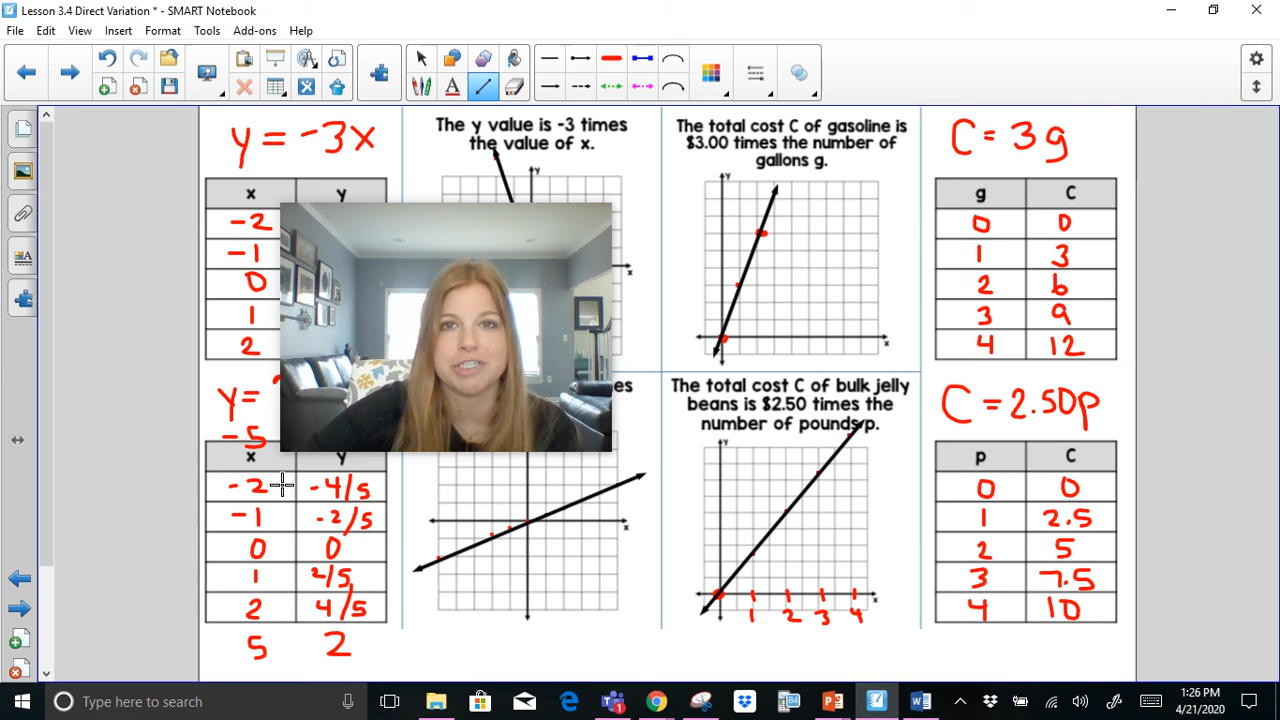 Lesson 3.4 Direct Variation * - SMART Notebook
File Edit View Insert Format Tools Add-ons Help
y = -3x
x y
-2
-1
0
1
2
The y value is -3 times
the value of x.
y
x
The total cost C of gasoline is
$3.00 times the number of
gallons g.
y
x
C = 3g
g C
0 0
1 3
2 6
3 9
4 12
y=
-5
x y
-2 -4/5
-1 -2/5
0 0
1 2/5
2 4/5
5 2
es
x
The total cost C of bulk jelly
beans is $2.50 times the
number of pounds p.
y
x
1 2 3 4
C = 2.50p
p C
0 0
1 2.5
2 5
3 7.5
4 10
Type here to search
1
1:26 PM
4/21/2020